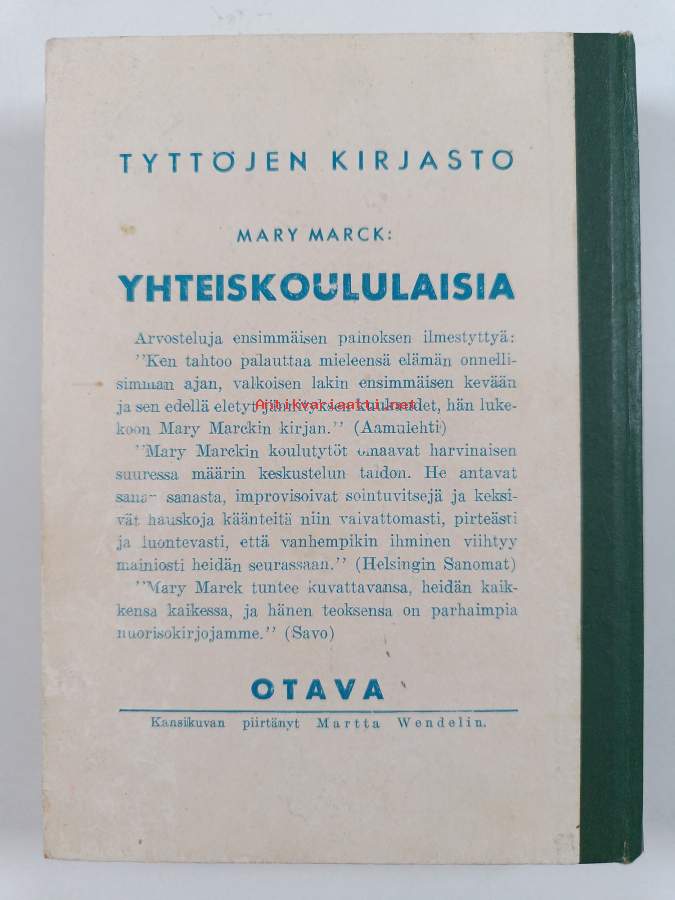 TYTTÖJEN KIRJASTO
MARY MARCK:
YHTEISKOULULAISIA
Arvosteluja ensimmäisen painoksen ilmestyttyä:
"Ken tahtoo palauttaa mieleensä elämän onnelli-
simman ajan, valkoisen lakin ensimmäisen kevään
ja sen edellä eletyt kuukaudet, hän luke-
Antikvariaatti.net
koon Mary Marckin kirjan." (Aamulehti)
"Mary Marckin koulutytöt omaavat harvinaisen
suuressa määrin keskustelun taidon. He antavat
sanan sanasta, improvisoivat sointuvitsejä ja keksi-
vät hauskoja käänteitä niin vaivattomasti, pirteästi
ja luontevasti, että vanhempikin ihminen viihtyy
mainiosti heidän seurassaan." (Helsingin Sanomat)
"Mary Marck tuntee kuvattavansa, heidän kaik-
kensa kaikessa, ja hänen teoksensa on parhaimpia
nuorisokirjojamme." (Savo)
OTAVA
Kansikuvan piirtänyt Martta Wendelin.